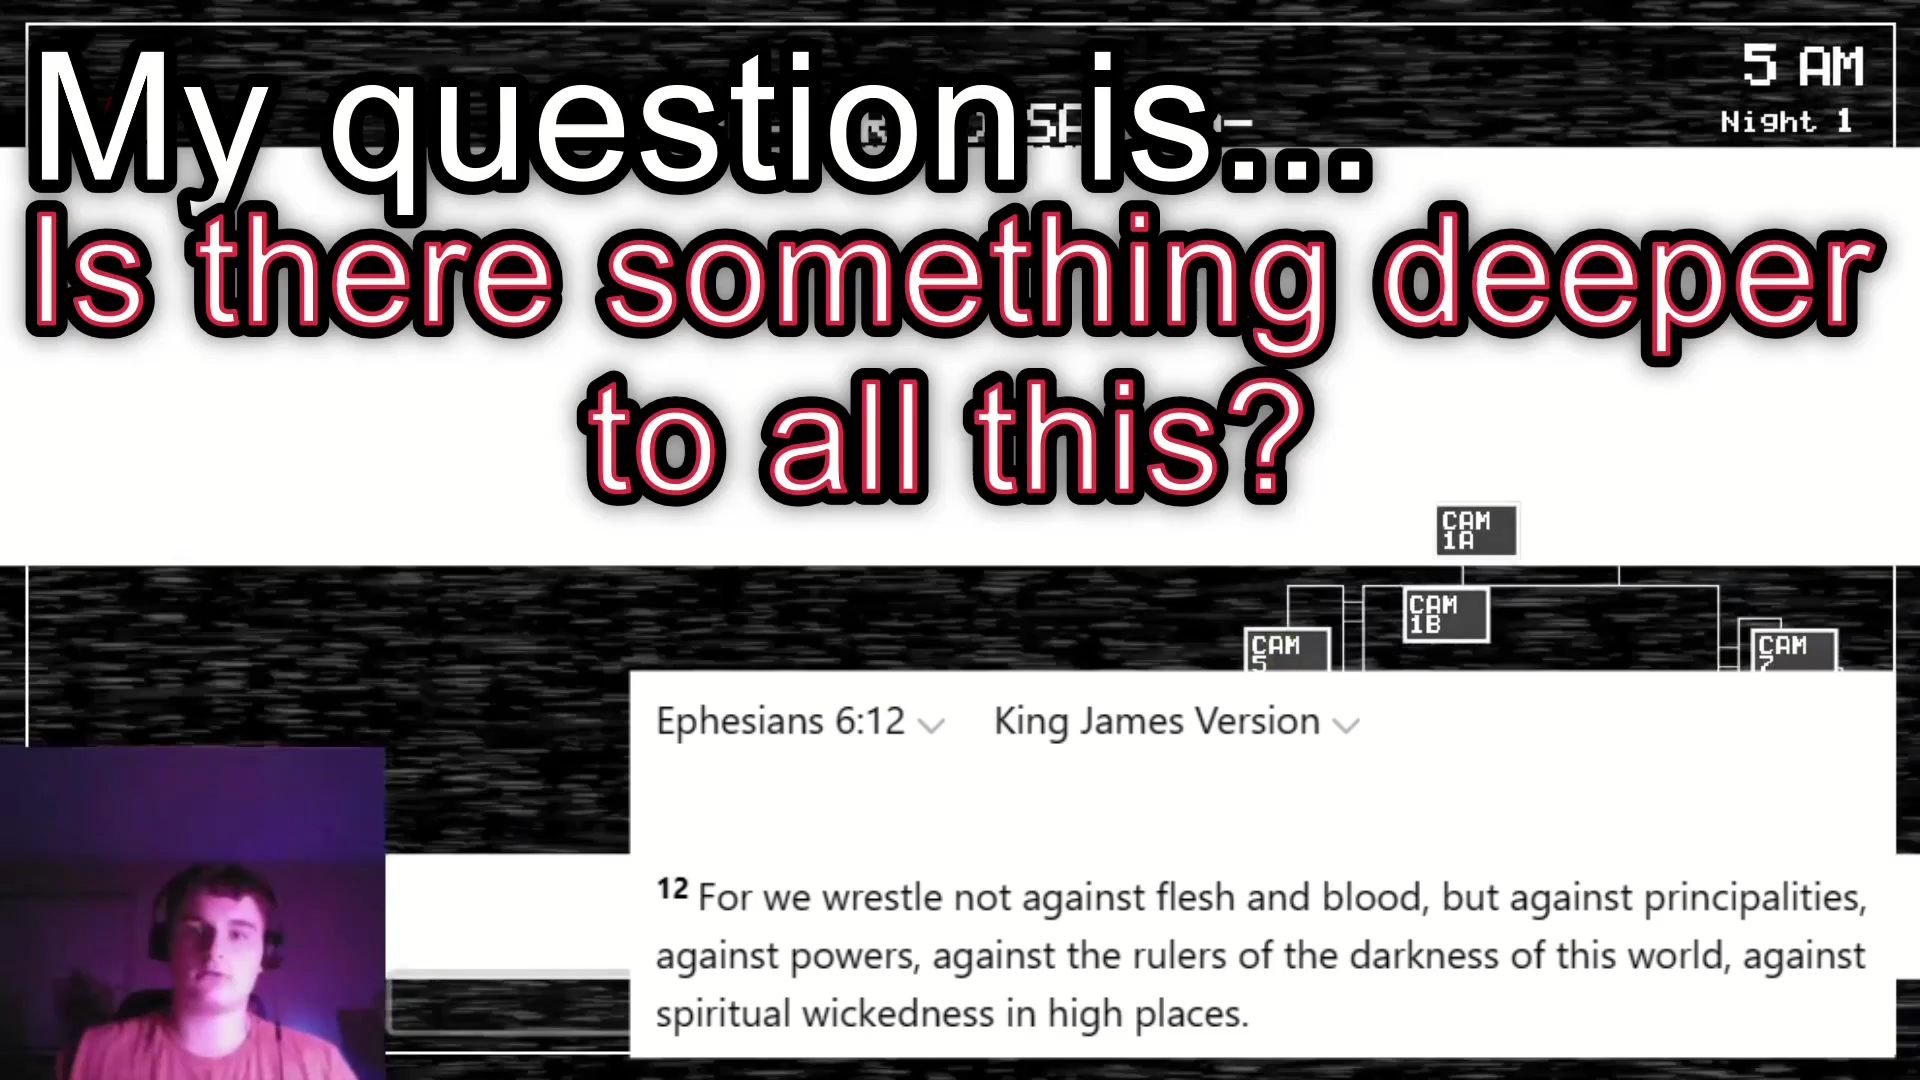 My question is...
5 AM
Night 1
Is there something deeper
to all this?
CAM
1A
CAM
1B
CAM
5
CAM
7
Ephesians 6:12 King James Version
12 For we wrestle not against flesh and blood, but against principalities,
against powers, against the rulers of the darkness of this world, against
spiritual wickedness in high places.